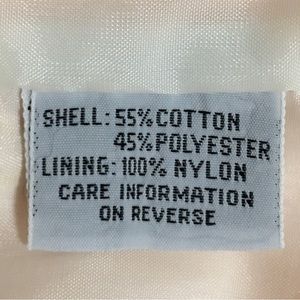 SHELL: 55% COTTON
45% POLYESTER
LINING: 100% NYLON
CARE INFORMATION
ON REVERSE